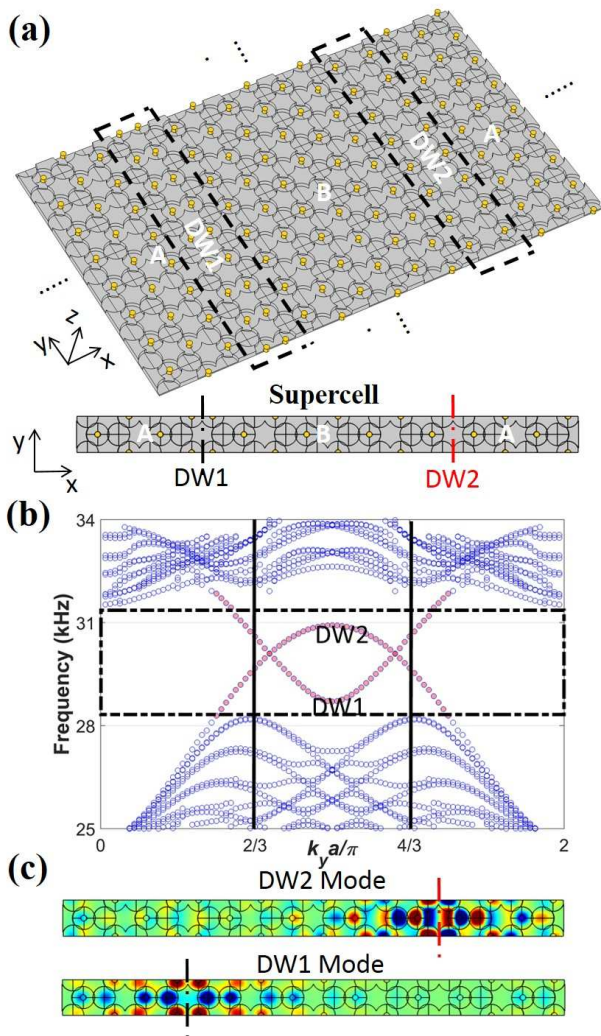 (a)
A
DW2
B
DW1
A
z
y
x
Supercell
y
A
B
A
x
DW1
DW2
(b)
34
31
28
25
Frequency (kHz)
DW2
DW1
0
2/3
k_y a/π
4/3
2
(c)
DW2 Mode
DW1 Mode